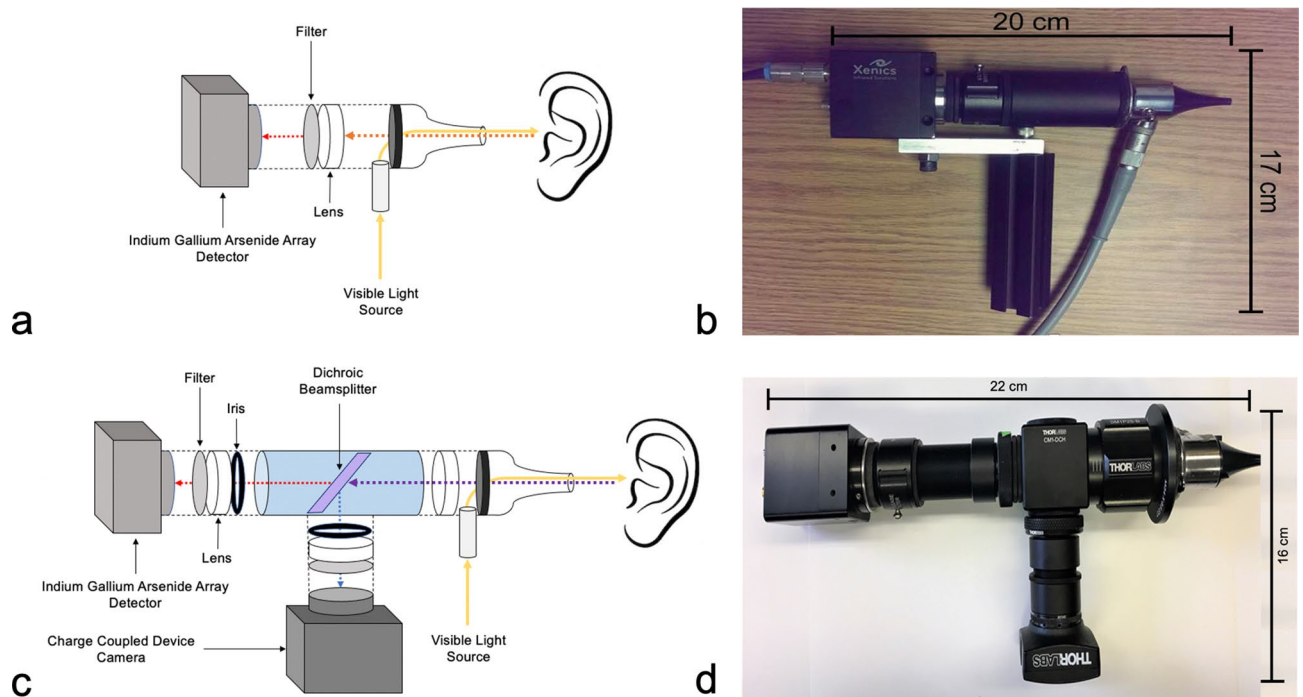 Filter
Lens
Indium Gallium Arsenide Array
Detector
Visible Light
Source
a
20 cm
Xenics
Infrared Solutions
17 cm
b
Filter
Iris
Dichroic
Beamsplitter
Lens
Indium Gallium Arsenide Array
Detector
Charge Coupled Device
Camera
Visible Light
Source
c
22 cm
THORLABS
CM1-DCH
THORLABS
THORLABS
16 cm
d